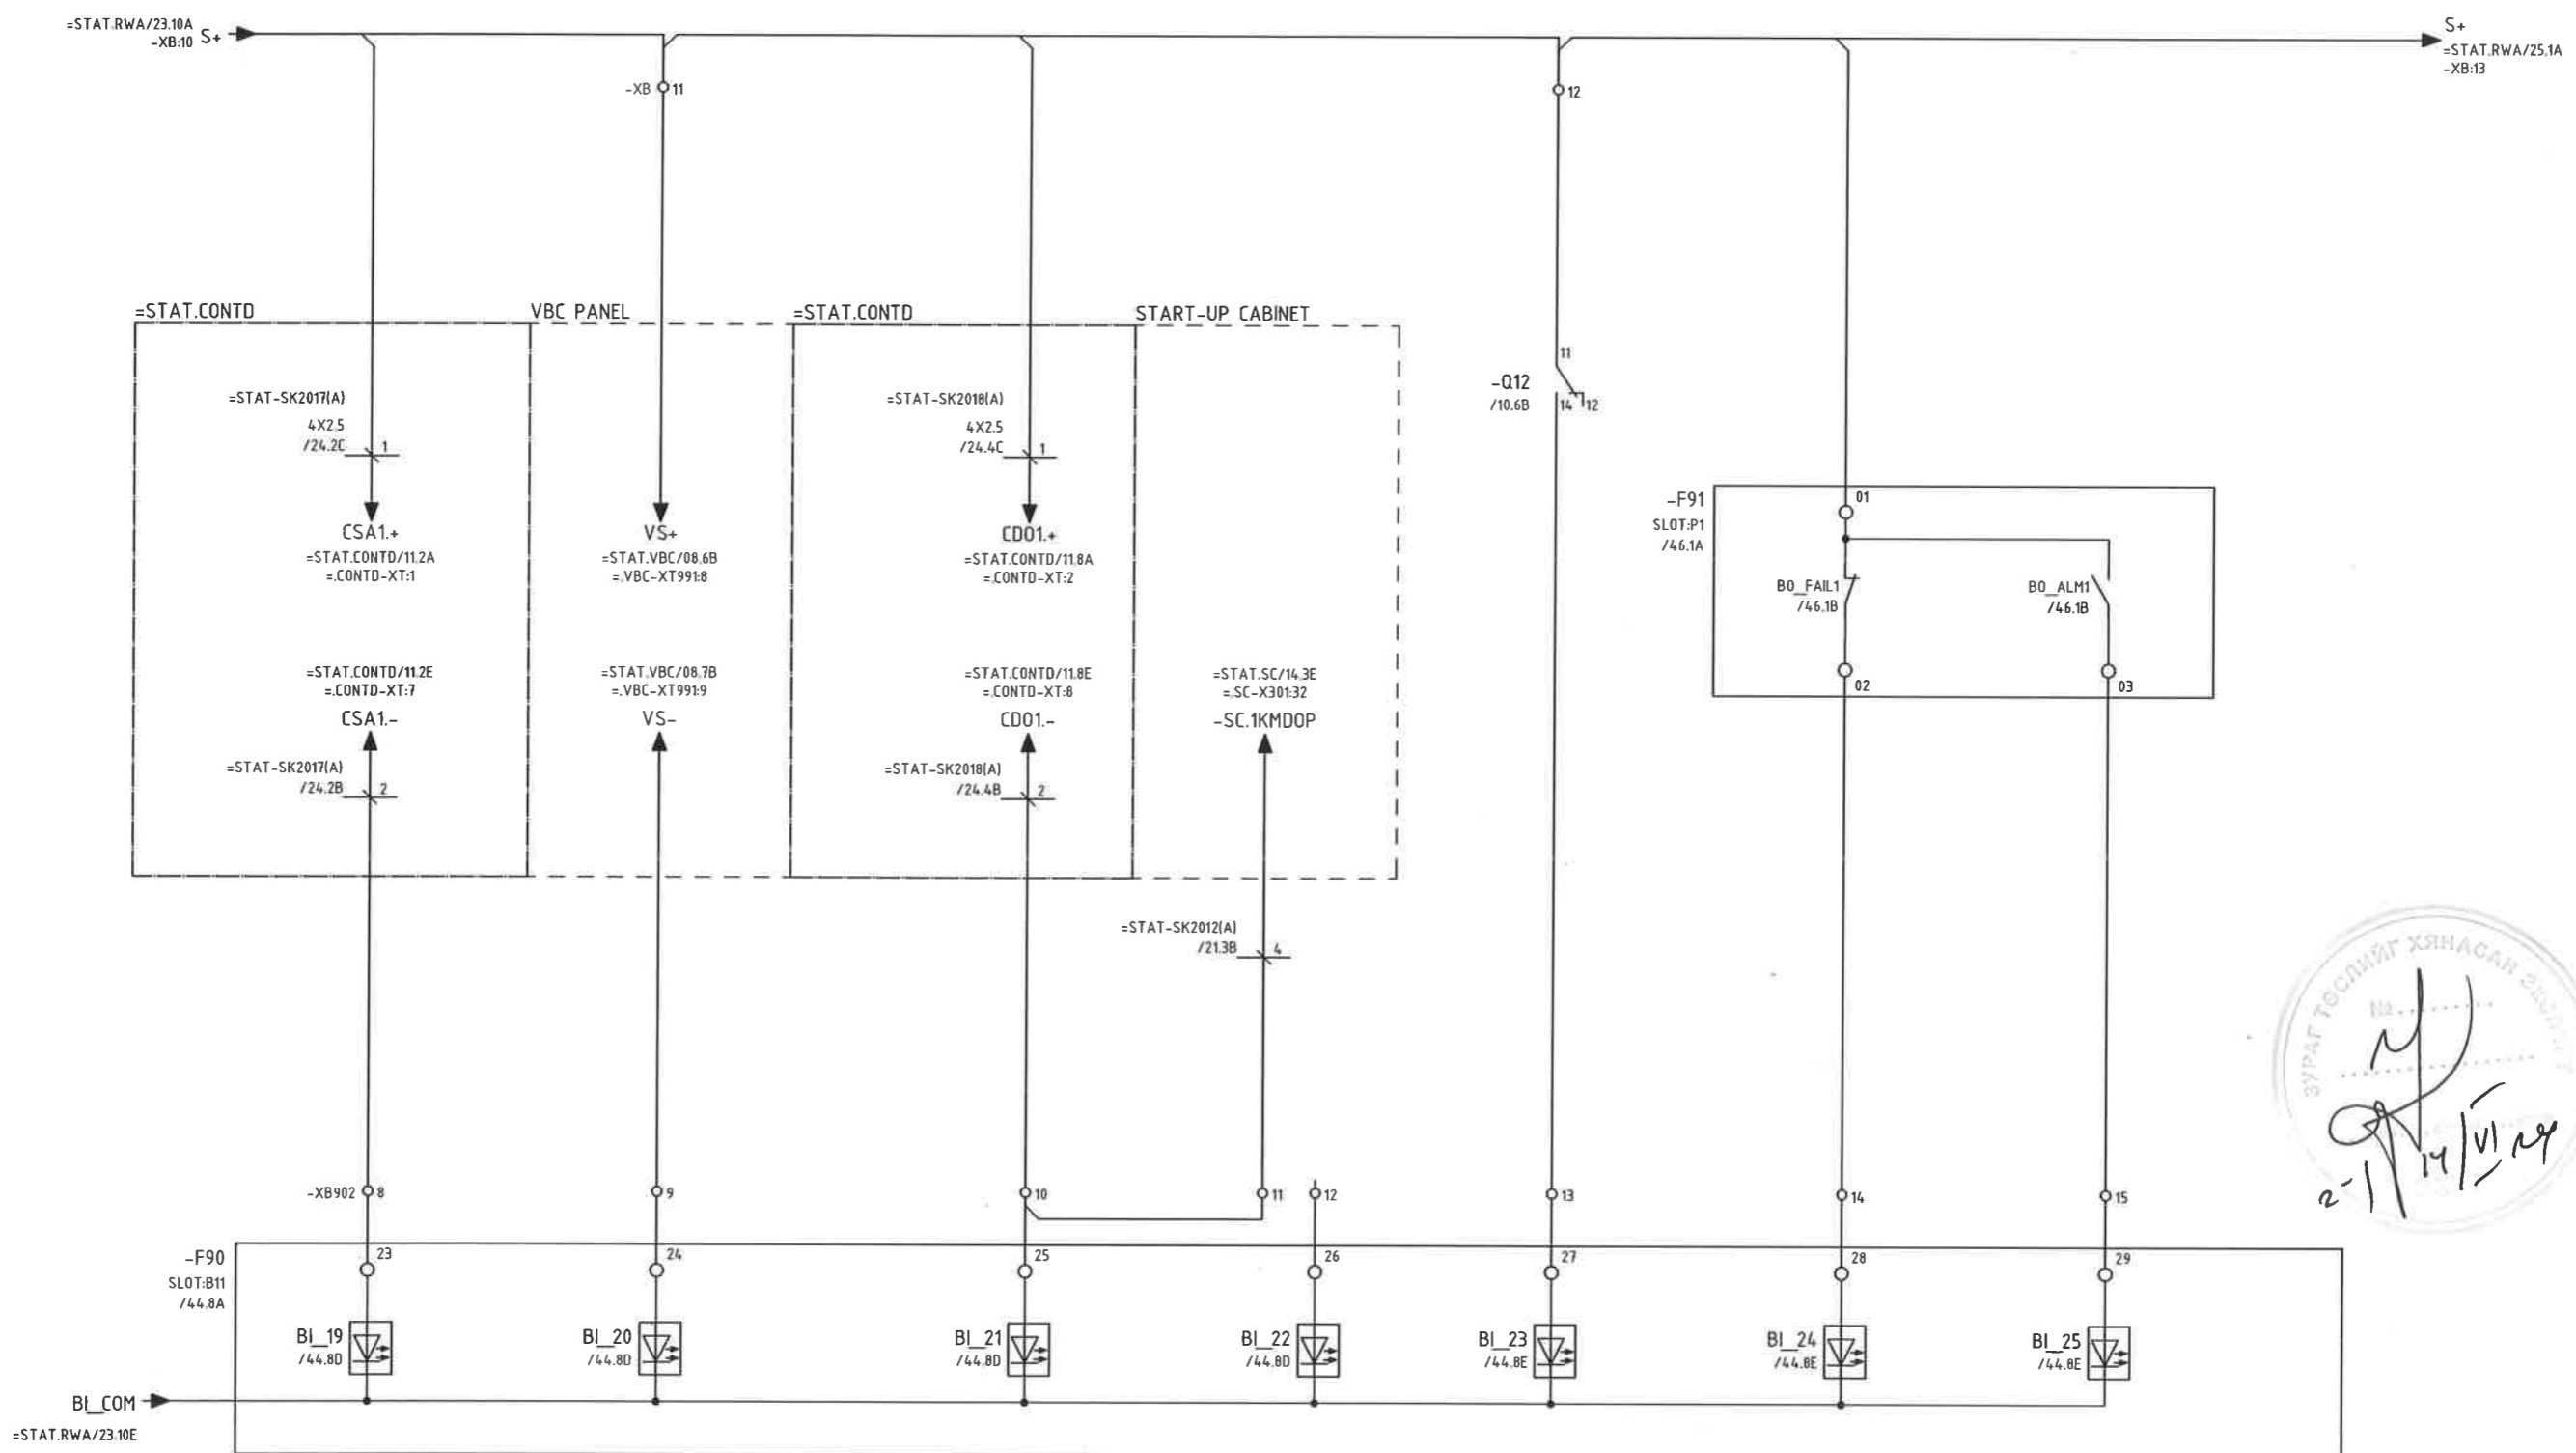 =STAT.RWA/23.10A
-XB:10 S+
S+
=STAT.RWA/25.1A
-XB:13
-XB 11
12
=STAT.CONTD
VBC PANEL
=STAT.CONTD
START-UP CABINET
=STAT-SK2017(A)
4X2.5
/24.2C 1
=STAT-SK2018(A)
4X2.5
/24.4C 1
11
-Q12
/10.6B
14 12
CSA1.+
=STAT.CONTD/11.2A
=.CONTD-XT:1
VS+
=STAT.VBC/08.6B
=.VBC-XT991:8
CDO1.+
=STAT.CONTD/11.8A
=.CONTD-XT:2
-F91
SLOT:P1
/46.1A
01
BO_FAIL1
/46.1B
BO_ALM1
/46.1B
02
03
=STAT.CONTD/11.2E
=.CONTD-XT:7
CSA1.-
=STAT.VBC/08.7B
=.VBC-XT991:9
VS-
=STAT.CONTD/11.8E
=.CONTD-XT:8
CDO1.-
=STAT.SC/14.3E
=.SC-X301:32
-SC.1KMDOP
=STAT-SK2017(A)
/24.2B 2
=STAT-SK2018(A)
/24.4B 2
=STAT-SK2012(A)
/21.3B 4
ЗУРАГ ТӨСЛИЙГ ХЯНАСАН
№
14/VI
-XB902 8
9
10
11
12
13
14
15
-F90
SLOT:B11
/44.8A
23
24
25
26
27
28
29
BI_19
/44.8D
BI_20
/44.8D
BI_21
/44.8D
BI_22
/44.8D
BI_23
/44.8E
BI_24
/44.8E
BI_25
/44.8E
BI_COM
=STAT.RWA/23.10E